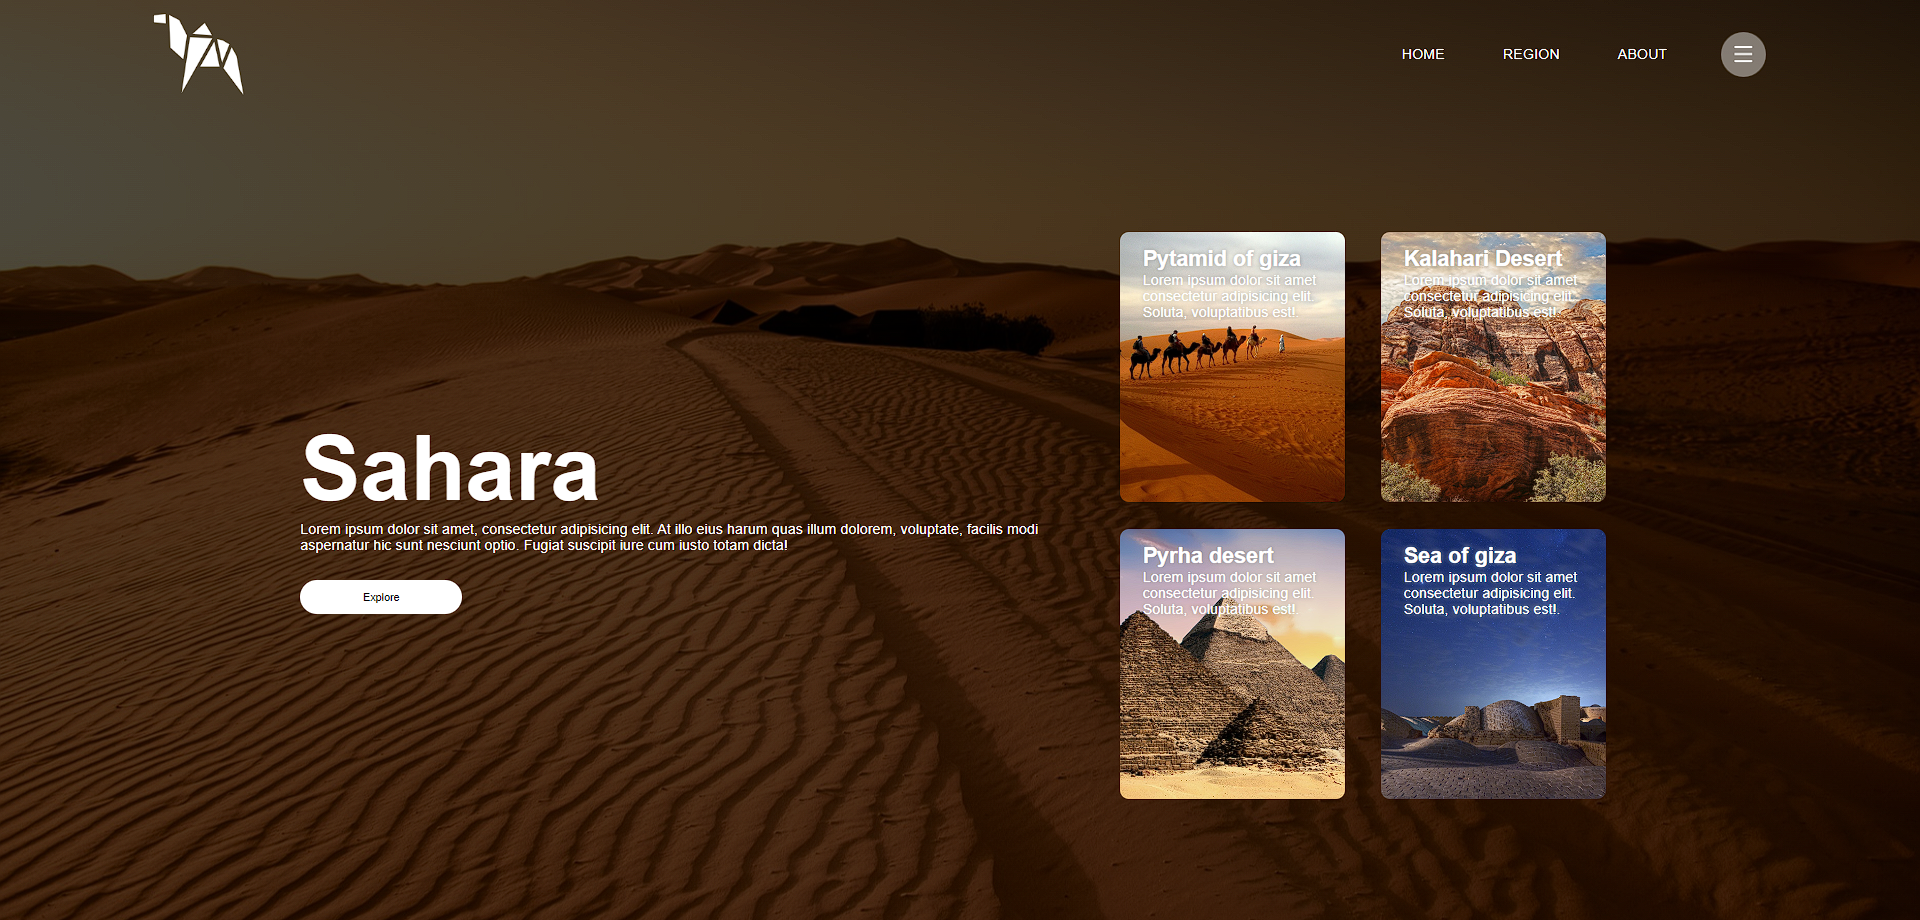 HOME
REGION
ABOUT
Sahara
Lorem ipsum dolor sit amet, consectetur adipisicing elit. At illo eius harum quas illum dolorem, voluptate, facilis modi
aspernatur hic sunt nesciunt optio. Fugiat suscipit iure cum iusto totam dicta!
Explore
Pytamid of giza
Lorem ipsum dolor sit amet
consectetur adipisicing elit.
Soluta, voluptatibus est!.
Kalahari Desert
Lorem ipsum dolor sit amet
consectetur adipisicing elit.
Soluta, voluptatibus est!.
Pyrha desert
Lorem ipsum dolor sit amet
consectetur adipisicing elit.
Soluta, voluptatibus est!.
Sea of giza
Lorem ipsum dolor sit amet
consectetur adipisicing elit.
Soluta, voluptatibus est!.